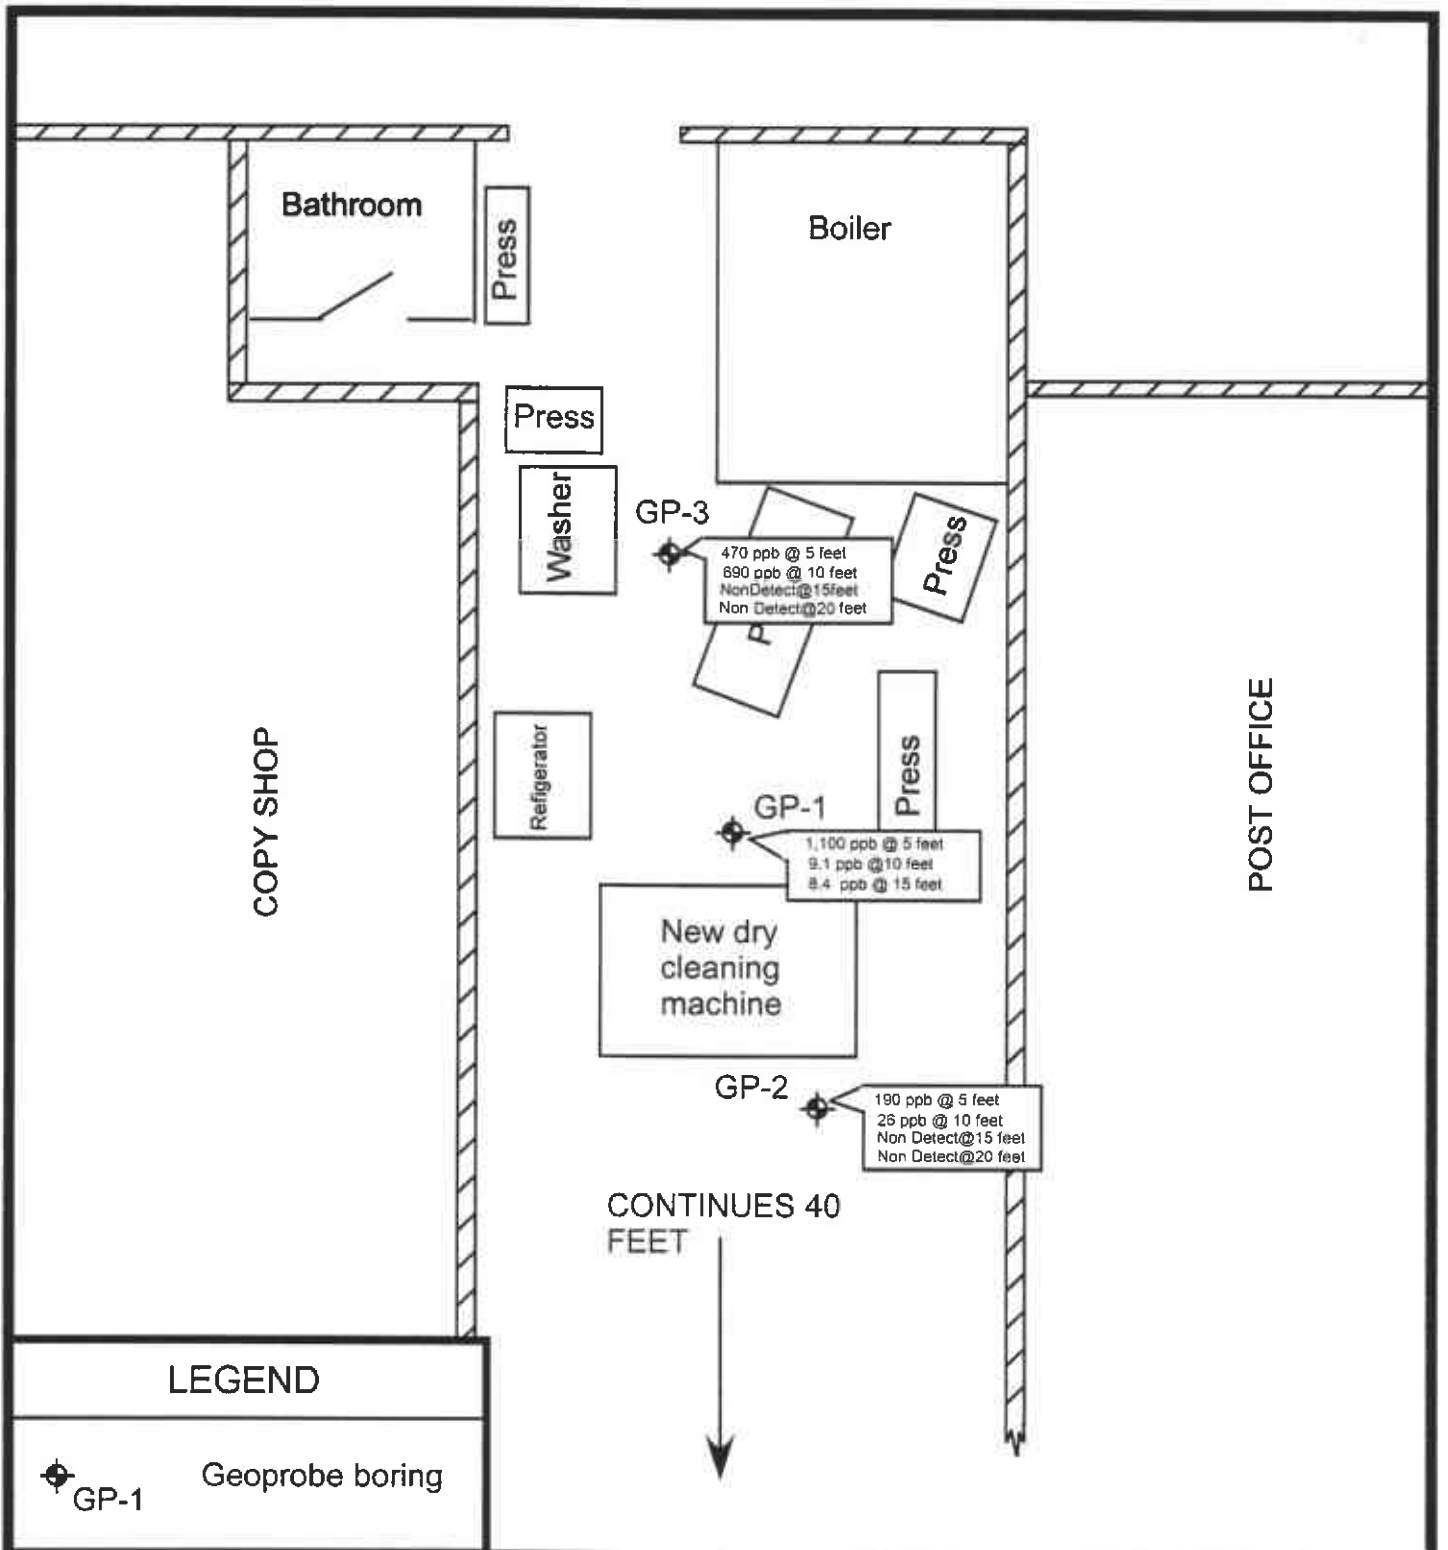 Bathroom
Press
Boiler
Press
Washer
GP-3
470 ppb @ 5 feet
690 ppb @ 10 feet
NonDetect@15feet
Non Detect@20 feet
Press
P
COPY SHOP
Refigerator
Press
POST OFFICE
GP-1
1,100 ppb @ 5 feet
9.1 ppb @10 feet
8.4 ppb @ 15 feet
New dry
cleaning
machine
GP-2
190 ppb @ 5 feet
26 ppb @ 10 feet
Non Detect@15 feet
Non Detect@20 feet
CONTINUES 40
FEET
LEGEND
GP-1
Geoprobe boring